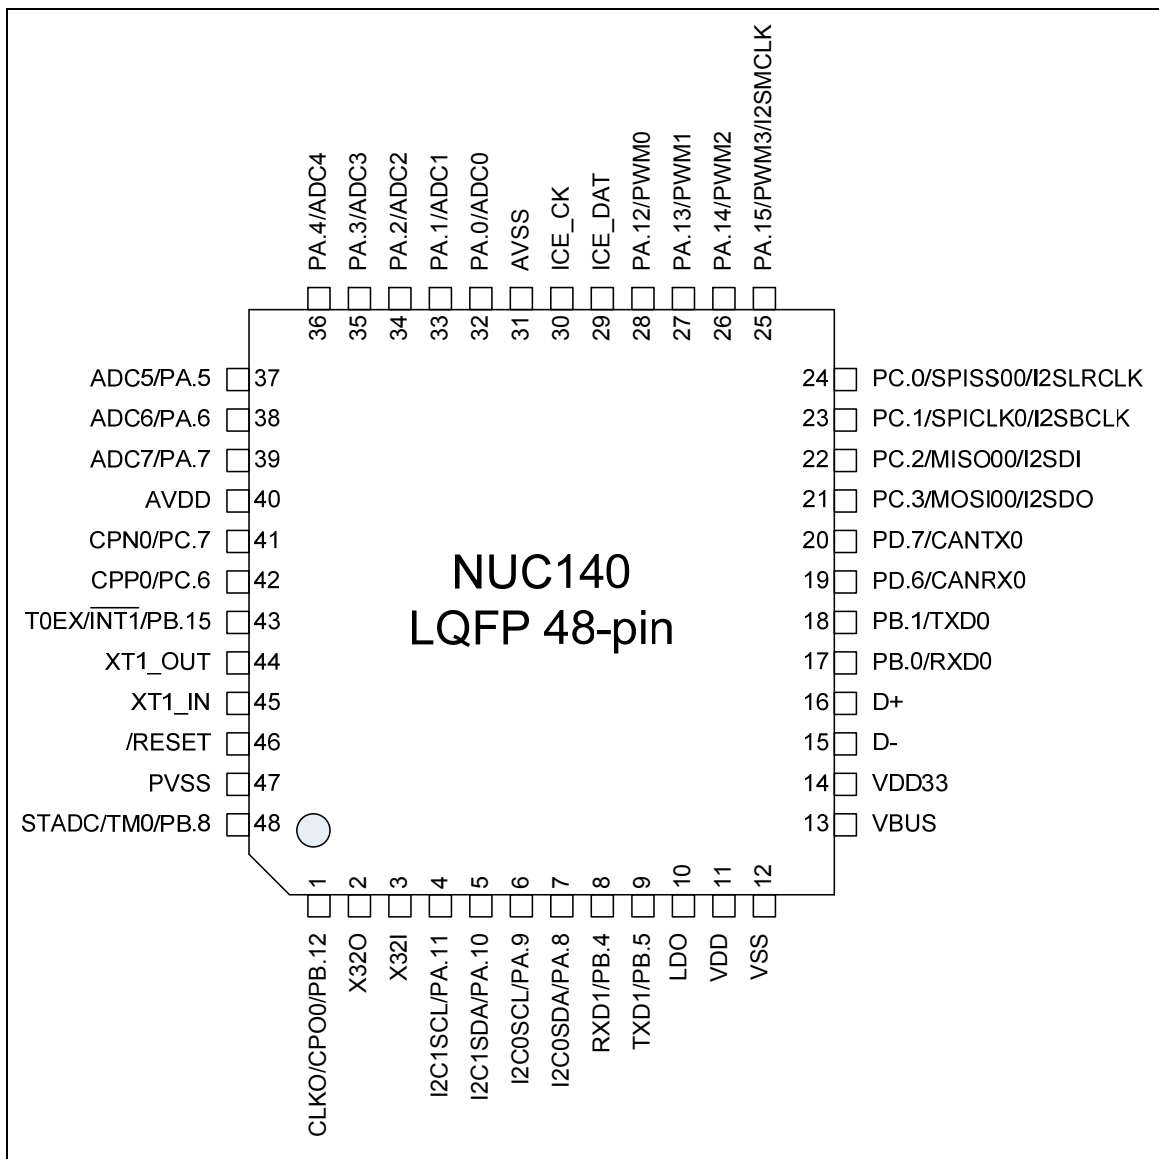 PA.4/ADC4
PA.3/ADC3
PA.2/ADC2
PA.1/ADC1
PA.0/ADC0
AVSS
ICE_CK
ICE_DAT
PA.12/PWM0
PA.13/PWM1
PA.14/PWM2
PA.15/PWM3/I2SMCLK
36
35
34
33
32
31
30
29
28
27
26
25
ADC5/PA.5 37
ADC6/PA.6 38
ADC7/PA.7 39
AVDD 40
CPN0/PC.7 41
CPP0/PC.6 42
T0EX/INT1/PB.15 43
XT1_OUT 44
XT1_IN 45
/RESET 46
PVSS 47
STADC/TM0/PB.8 48
NUC140
LQFP 48-pin
24 PC.0/SPISS00/I2SLRCLK
23 PC.1/SPICLK0/I2SBCLK
22 PC.2/MISO00/I2SDI
21 PC.3/MOSI00/I2SDO
20 PD.7/CANTX0
19 PD.6/CANRX0
18 PB.1/TXD0
17 PB.0/RXD0
16 D+
15 D-
14 VDD33
13 VBUS
1
2
3
4
5
6
7
8
9
10
11
12
CLKO/CPO0/PB.12
X32O
X32I
I2C1SCL/PA.11
I2C1SDA/PA.10
I2C0SCL/PA.9
I2C0SDA/PA.8
RXD1/PB.4
TXD1/PB.5
LDO
VDD
VSS